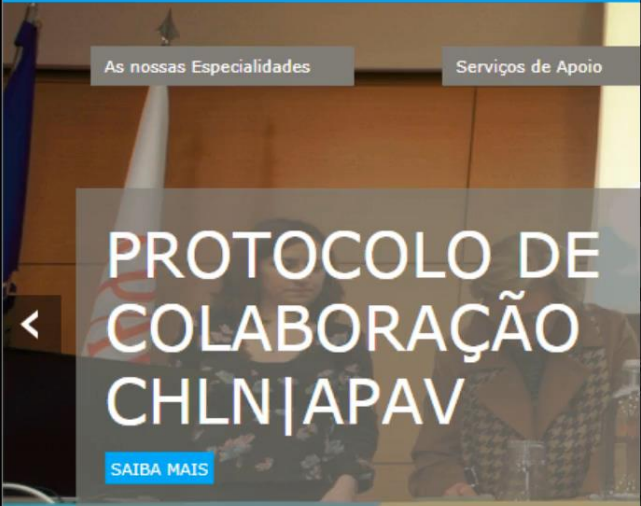 As nossas Especialidades
Serviços de Apoio
PROTOCOLO DE
COLABORAÇÃO
CHLN|APAV
SAIBA MAIS